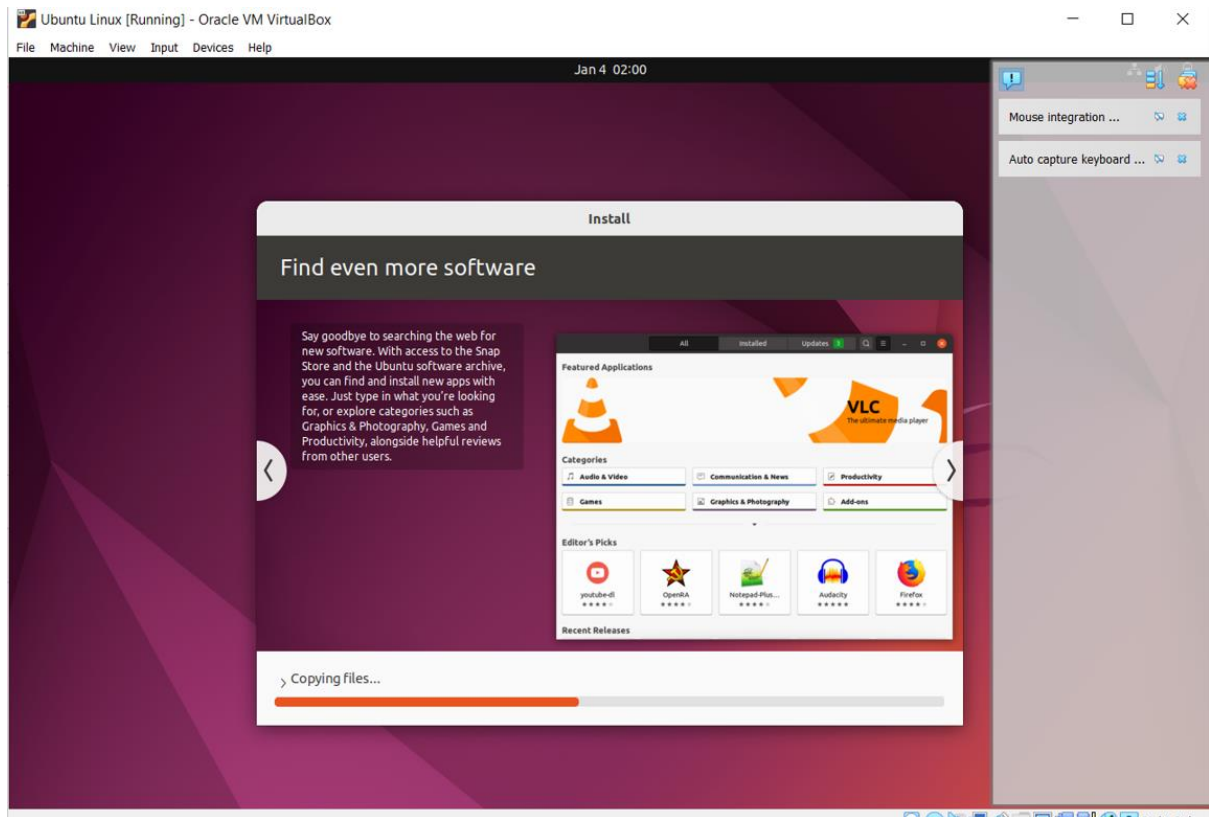 Ubuntu Linux [Running] - Oracle VM VirtualBox
File Machine View Input Devices Help
Jan 4 02:00
Mouse integration ...
Auto capture keyboard ...
Install
Find even more software
Say goodbye to searching the web for
new software. With access to the Snap
Store and the Ubuntu software archive,
you can find and install new apps with
ease. Just type in what you're looking
for, or explore categories such as
Graphics & Photography, Games and
Productivity, alongside helpful reviews
from other users.
All Installed Updates 3
Featured Applications
VLC
The ultimate media player
Categories
Audio & Video Communication & News Productivity
Games Graphics & Photography Add-ons
Editor's Picks
youtube-dl OpenRA Notepad-Plus... Audacity Firefox
Recent Releases
Copying files...